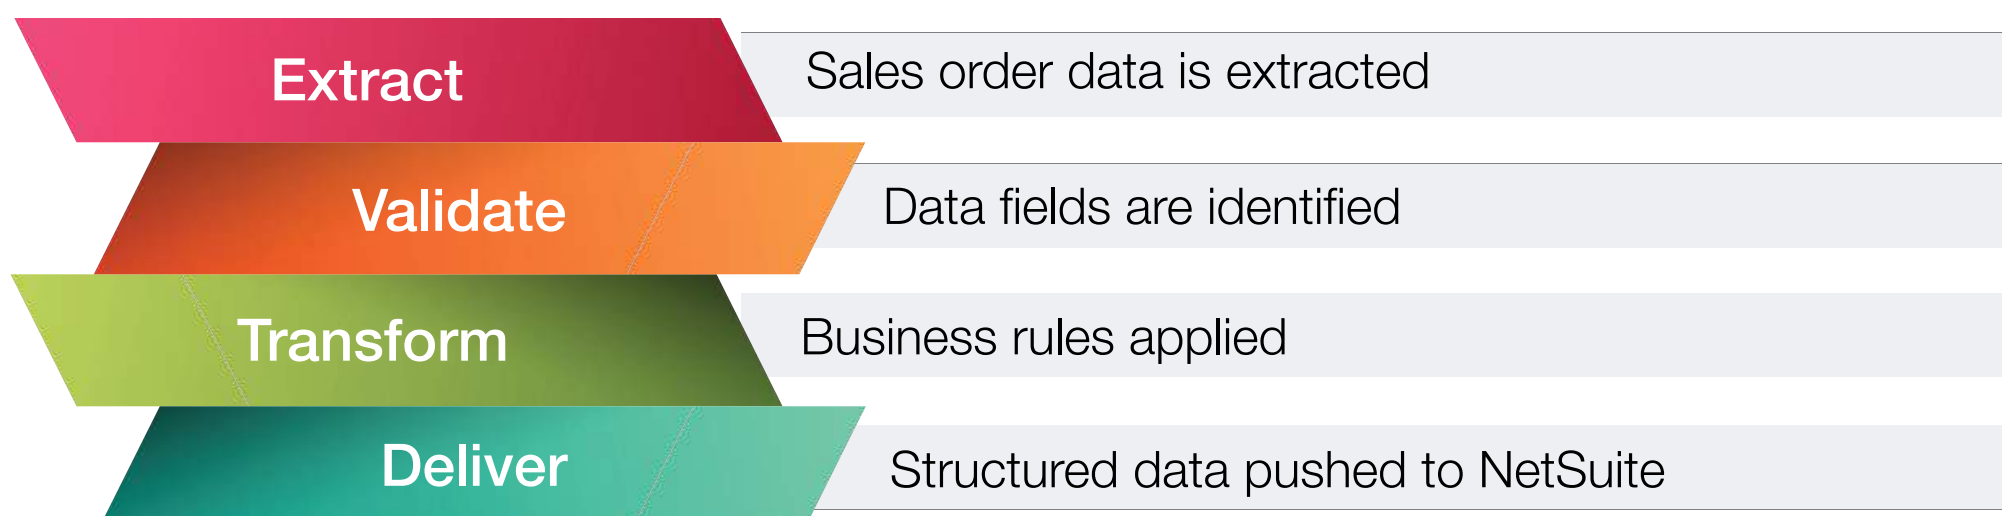 Extract
Sales order data is extracted
Validate
Data fields are identified
Transform
Business rules applied
Deliver
Structured data pushed to NetSuite